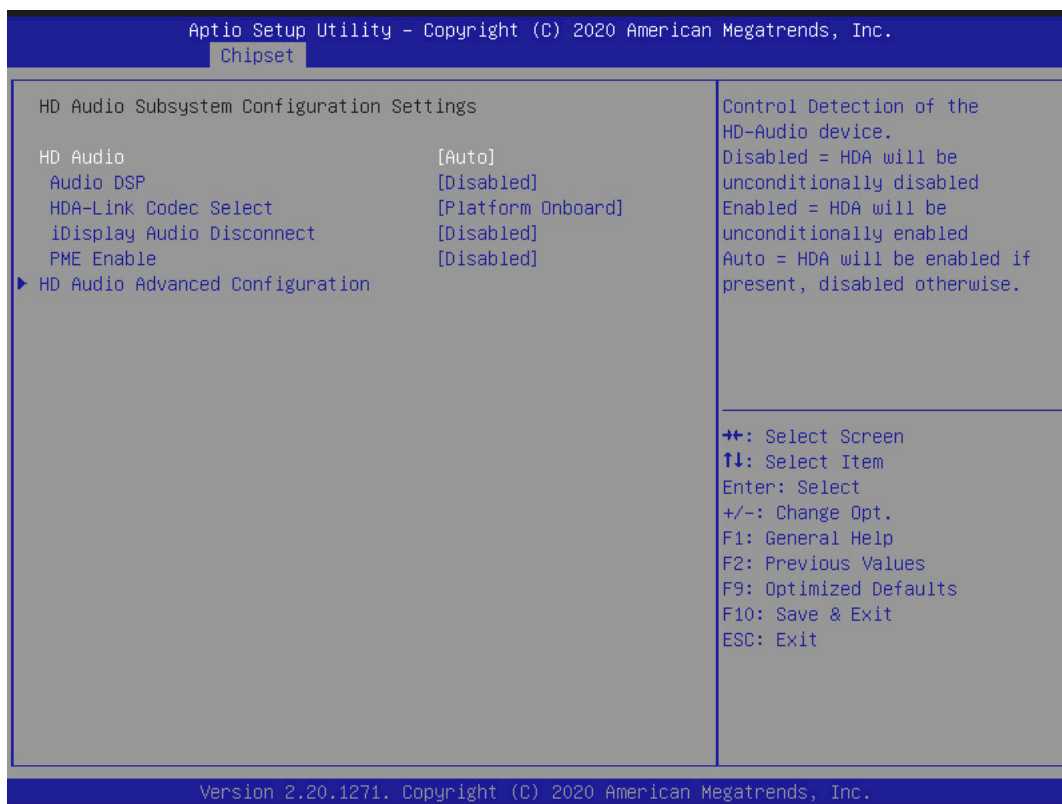 Aptio Setup Utility – Copyright (C) 2020 American Megatrends, Inc.
Chipset
HD Audio Subsystem Configuration Settings
HD Audio [Auto]
Audio DSP [Disabled]
HDA-Link Codec Select [Platform Onboard]
iDisplay Audio Disconnect [Disabled]
PME Enable [Disabled]
▶ HD Audio Advanced Configuration
Control Detection of the
HD-Audio device.
Disabled = HDA will be
unconditionally disabled
Enabled = HDA will be
unconditionally enabled
Auto = HDA will be enabled if
present, disabled otherwise.
→←: Select Screen
↑↓: Select Item
Enter: Select
+/-: Change Opt.
F1: General Help
F2: Previous Values
F9: Optimized Defaults
F10: Save & Exit
ESC: Exit
Version 2.20.1271. Copyright (C) 2020 American Megatrends, Inc.